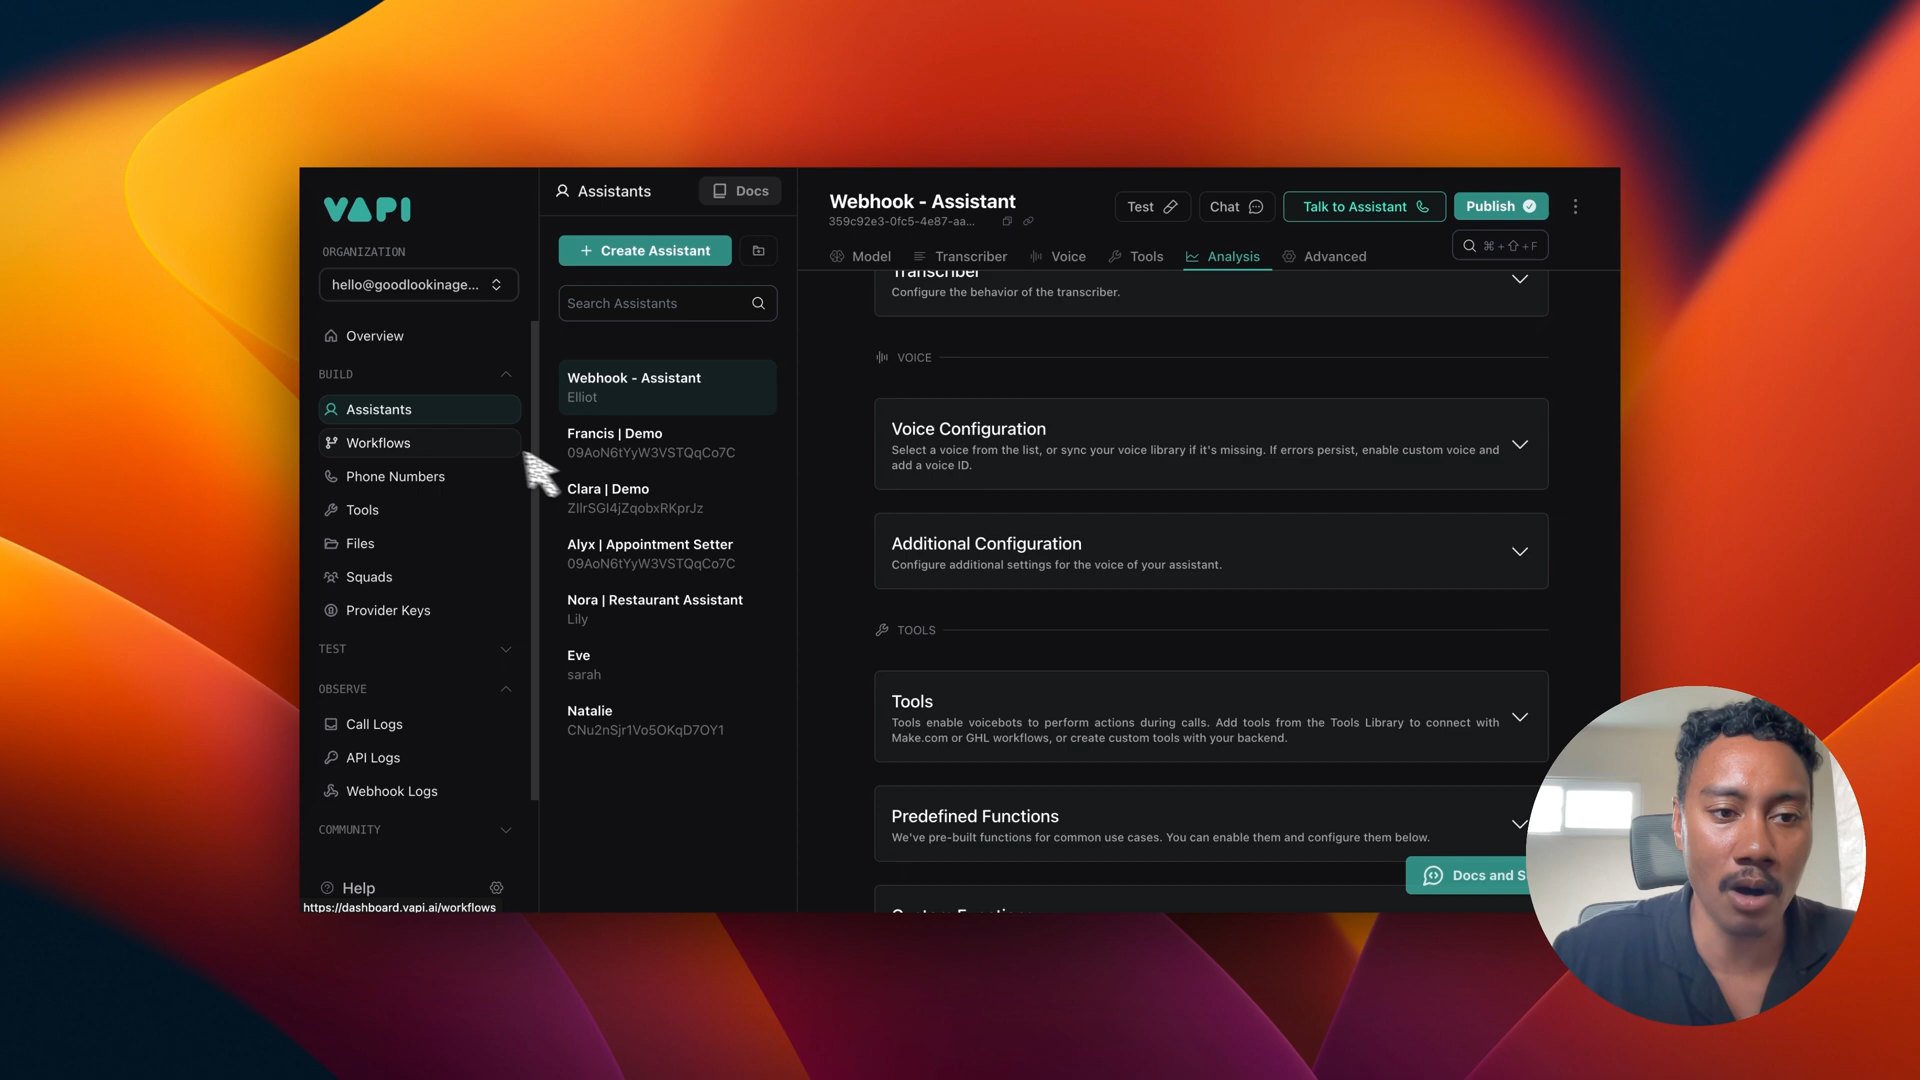 VAPI
ORGANIZATION
hello@goodlookinage...
Overview
BUILD
Assistants
Workflows
Phone Numbers
Tools
Files
Squads
Provider Keys
TEST
OBSERVE
Call Logs
API Logs
Webhook Logs
COMMUNITY
Help
https://dashboard.vapi.ai/workflows
Assistants
Docs
+ Create Assistant
Search Assistants
Webhook - Assistant
Elliot
Francis | Demo
09AoN6tYyW3VSTQqCo7C
Clara | Demo
ZIlrSGI4jZqobxRKprJz
Alyx | Appointment Setter
09AoN6tYyW3VSTQqCo7C
Nora | Restaurant Assistant
Lily
Eve
sarah
Natalie
CNu2nSjr1Vo5OKqD7OY1
Webhook - Assistant
359c92e3-0fc5-4e87-aa...
Test
Chat
Talk to Assistant
Publish
⌘+⇧+F
Model
Transcriber
Voice
Tools
Analysis
Advanced
Transcriber
Configure the behavior of the transcriber.
VOICE
Voice Configuration
Select a voice from the list, or sync your voice library if it's missing. If errors persist, enable custom voice and
add a voice ID.
Additional Configuration
Configure additional settings for the voice of your assistant.
TOOLS
Tools
Tools enable voicebots to perform actions during calls. Add tools from the Tools Library to connect with
Make.com or GHL workflows, or create custom tools with your backend.
Predefined Functions
We've pre-built functions for common use cases. You can enable them and configure them below.
Docs and S
Custom Functions